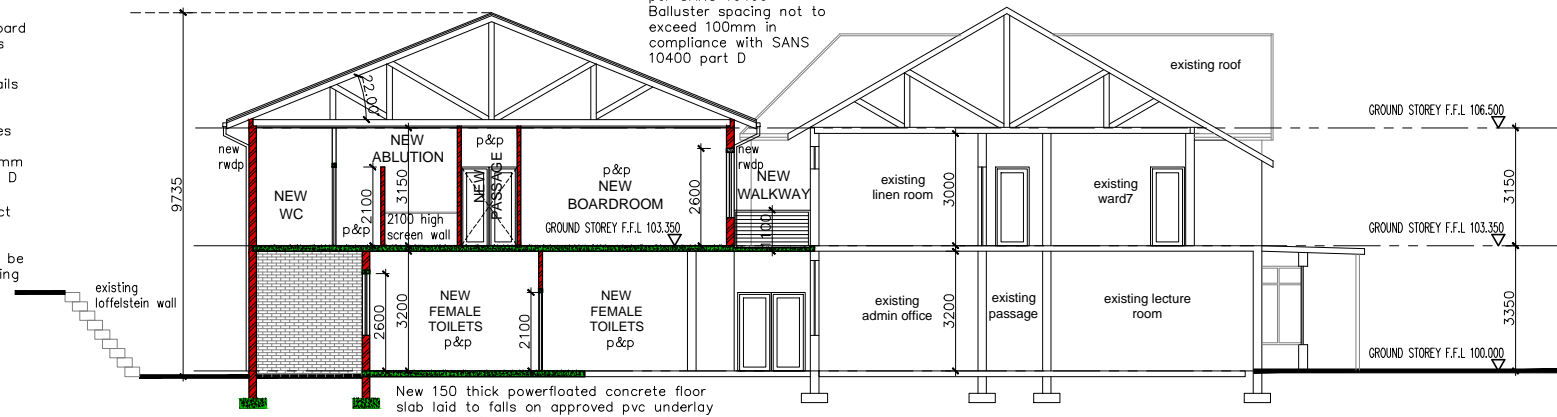 Balluster spacing not to
exceed 100mm in
compliance with SANS
10400 part D
existing roof
GROUND STOREY F.F.L 106.500
22.00°
new
rwdp
NEW
ABLUTION
p&p
NEW
PASSAGE
p&p
NEW
BOARDROOM
new
rwdp
NEW
WALKWAY
NEW
WC
p&p
2100
3150
2100 high
screen wall
GROUND STOREY F.F.L 103.350
2600
1100
existing
linen room
3000
existing
ward7
3150
GROUND STOREY F.F.L 103.350
9735
existing
loffelstein wall
2600
3200
NEW
FEMALE
TOILETS
p&p
2100
NEW
FEMALE
TOILETS
p&p
existing
admin office
3200
existing
passage
existing lecture
room
3350
GROUND STOREY F.F.L 100.000
New 150 thick powerfloated concrete floor
slab laid to falls on approved pvc underlay